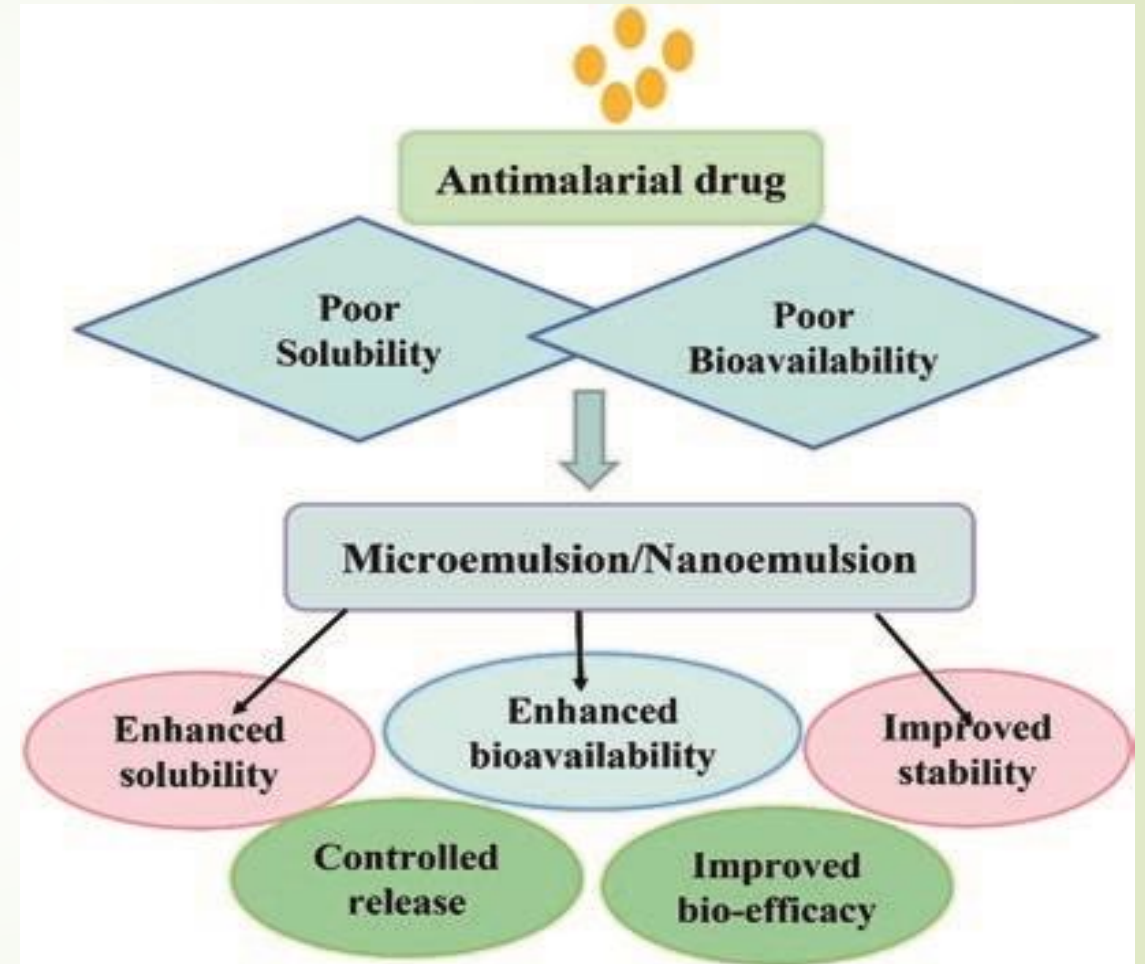 Antimalarial drug
Poor
Solubility
Poor
Bioavailability
Microemulsion/Nanoemulsion
Enhanced
solubility
Enhanced
bioavailability
Improved
stability
Controlled
release
Improved
bio-efficacy